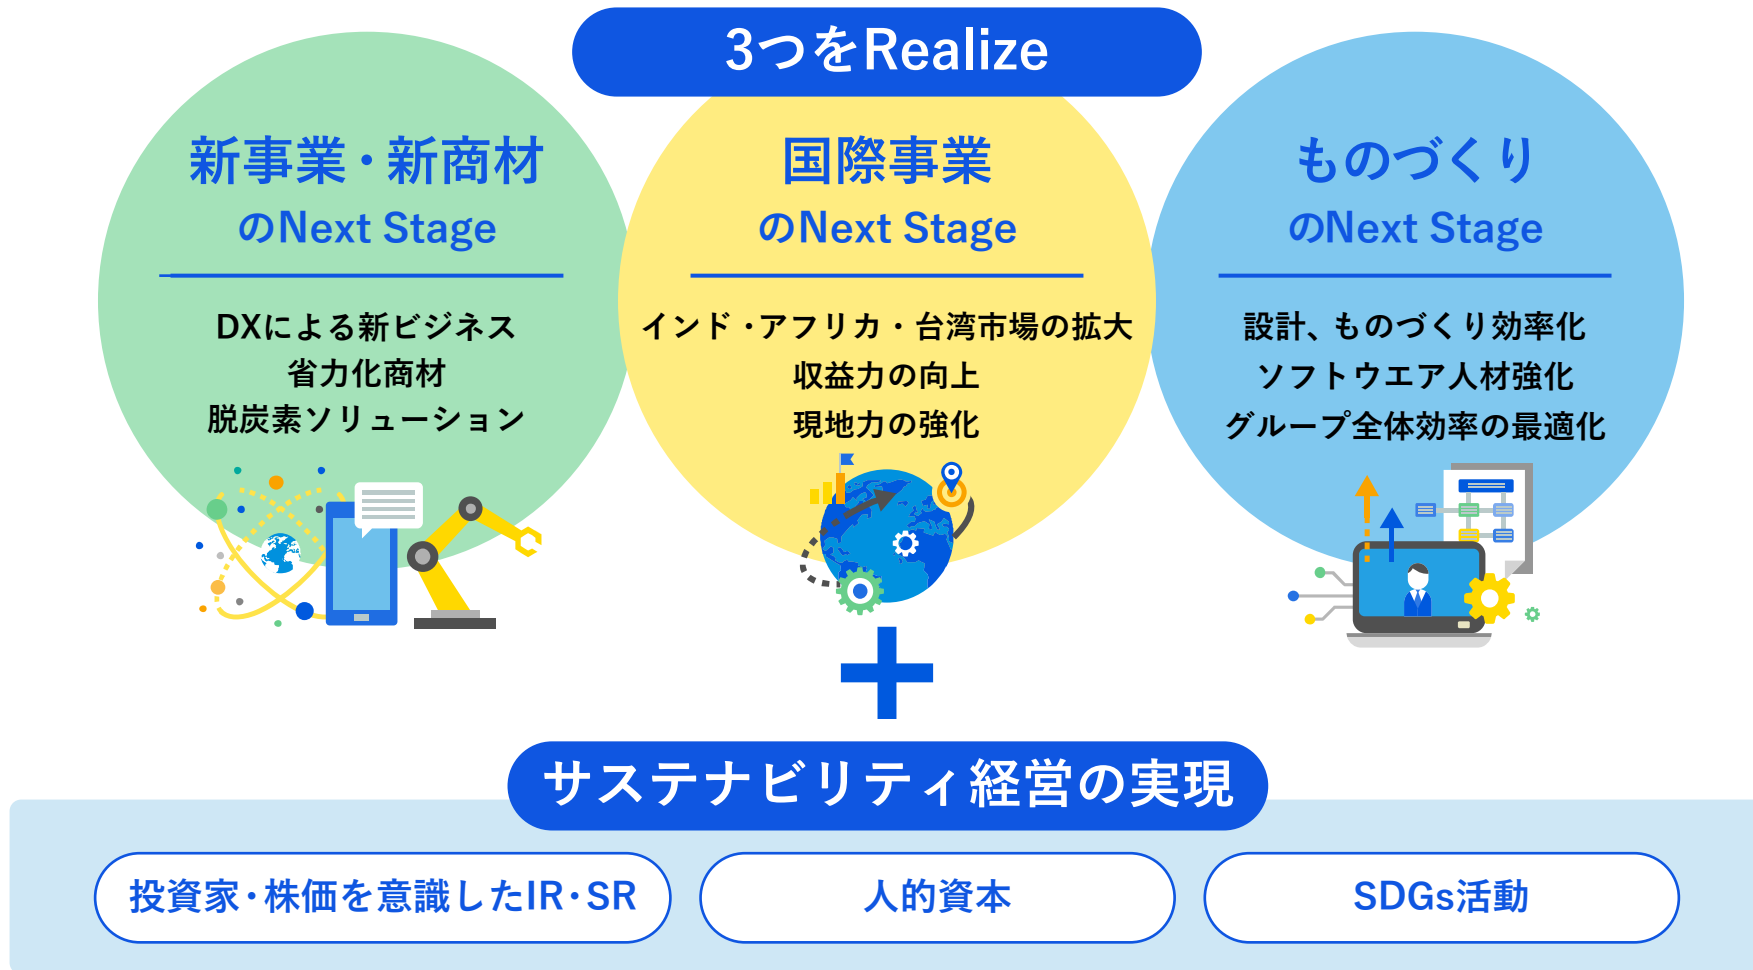 3つをRealize
新事業・新商材
のNext Stage
DXによる新ビジネス
省力化商材
脱炭素ソリューション
国際事業
のNext Stage
インド・アフリカ・台湾市場の拡大
収益力の向上
現地力の強化
ものづくり
のNext Stage
設計、ものづくり効率化
ソフトウエア人材強化
グループ全体効率の最適化
サステナビリティ経営の実現
投資家・株価を意識したIR・SR
人的資本
SDGs活動